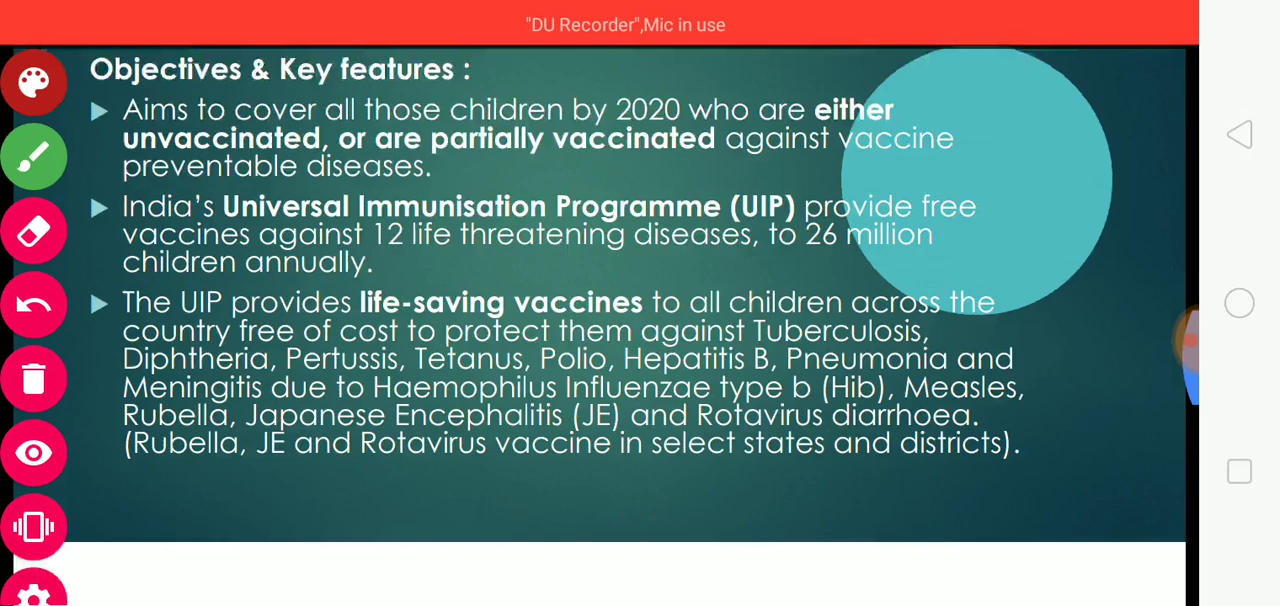 "DU Recorder",Mic in use
Objectives & Key features :
Aims to cover all those children by 2020 who are either
unvaccinated, or are partially vaccinated against vaccine
preventable diseases.
India's Universal Immunisation Programme (UIP) provide free
vaccines against 12 life threatening diseases, to 26 million
children annually.
The UIP provides life-saving vaccines to all children across the
country free of cost to protect them against Tuberculosis,
Diphtheria, Pertussis, Tetanus, Polio, Hepatitis B, Pneumonia and
Meningitis due to Haemophilus Influenzae type b (Hib), Measles,
Rubella, Japanese Encephalitis (JE) and Rotavirus diarrhoea.
(Rubella, JE and Rotavirus vaccine in select states and districts).